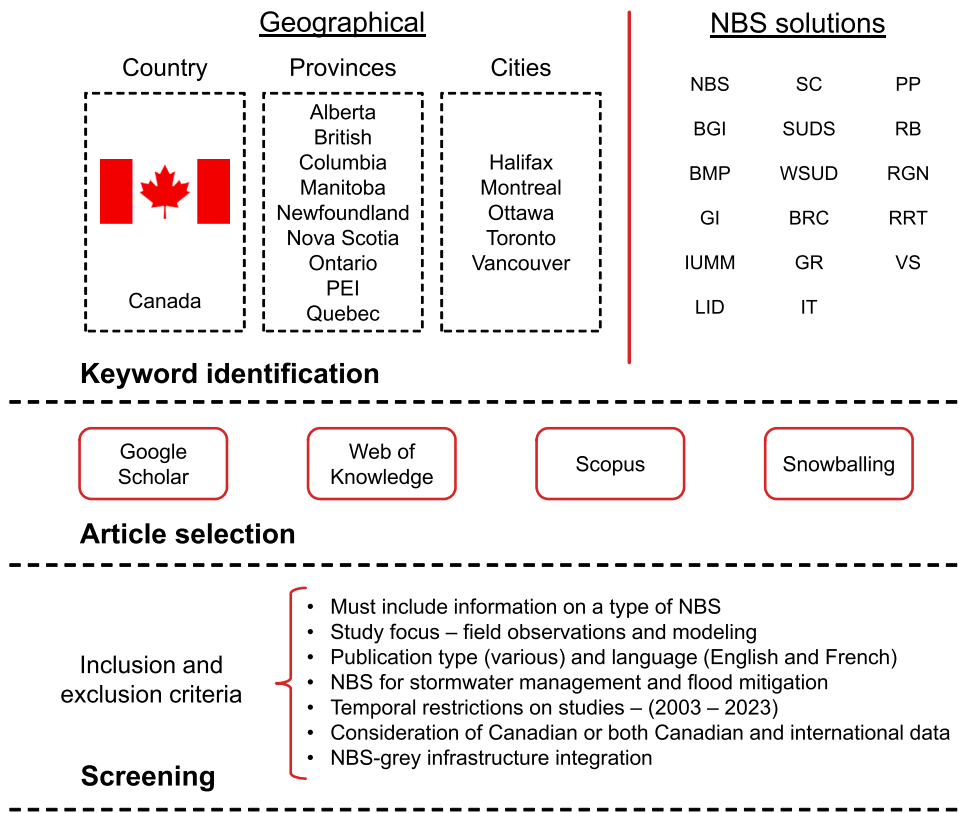 Geographical
NBS solutions
Country
Provinces
Cities
Canada
Alberta
British
Columbia
Manitoba
Newfoundland
Nova Scotia
Ontario
PEI
Quebec
Halifax
Montreal
Ottawa
Toronto
Vancouver
NBS SC PP
BGI SUDS RB
BMP WSUD RGN
GI BRC RRT
IUMM GR VS
LID IT
Keyword identification
Google
Scholar
Web of
Knowledge
Scopus
Snowballing
Article selection
Inclusion and
exclusion criteria
• Must include information on a type of NBS
• Study focus – field observations and modeling
• Publication type (various) and language (English and French)
• NBS for stormwater management and flood mitigation
• Temporal restrictions on studies – (2003 – 2023)
• Consideration of Canadian or both Canadian and international data
• NBS-grey infrastructure integration
Screening